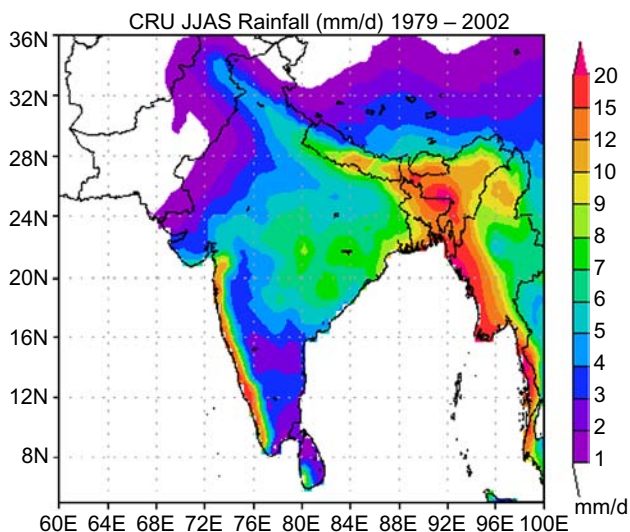 CRU JJAS Rainfall (mm/d) 1979 – 2002
36N
32N
28N
24N
20N
16N
12N
8N
60E 64E 68E 72E 76E 80E 84E 88E 92E 96E 100E
20
15
12
10
9
8
7
6
5
4
3
2
1
mm/d